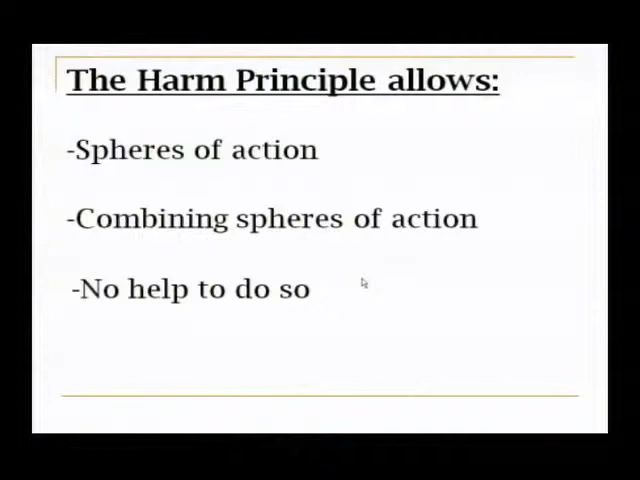 The Harm Principle allows:
-Spheres of action
-Combining spheres of action
-No help to do so